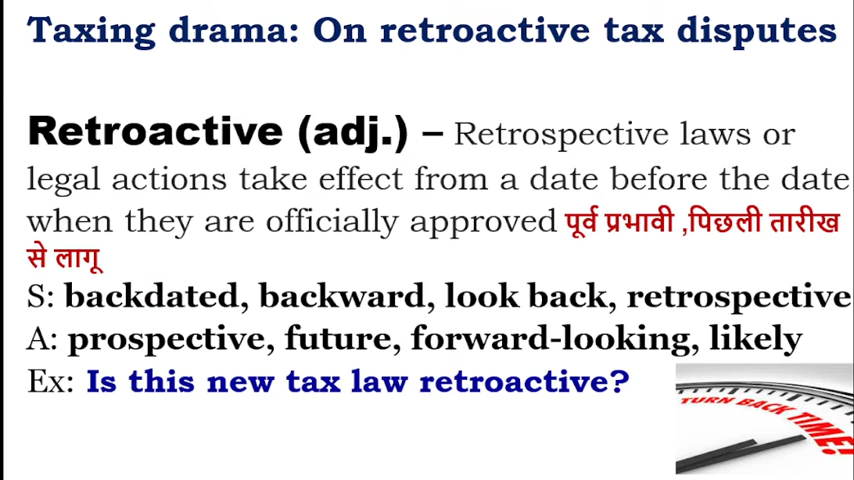 Taxing drama: On retroactive tax disputes
Retroactive (adj.) – Retrospective laws or
legal actions take effect from a date before the date
when they are officially approved पूर्व प्रभावी ,पिछली तारीख
से लागू
S: backdated, backward, look back, retrospective
A: prospective, future, forward-looking, likely
Ex: Is this new tax law retroactive?
TURN BACK TIME!